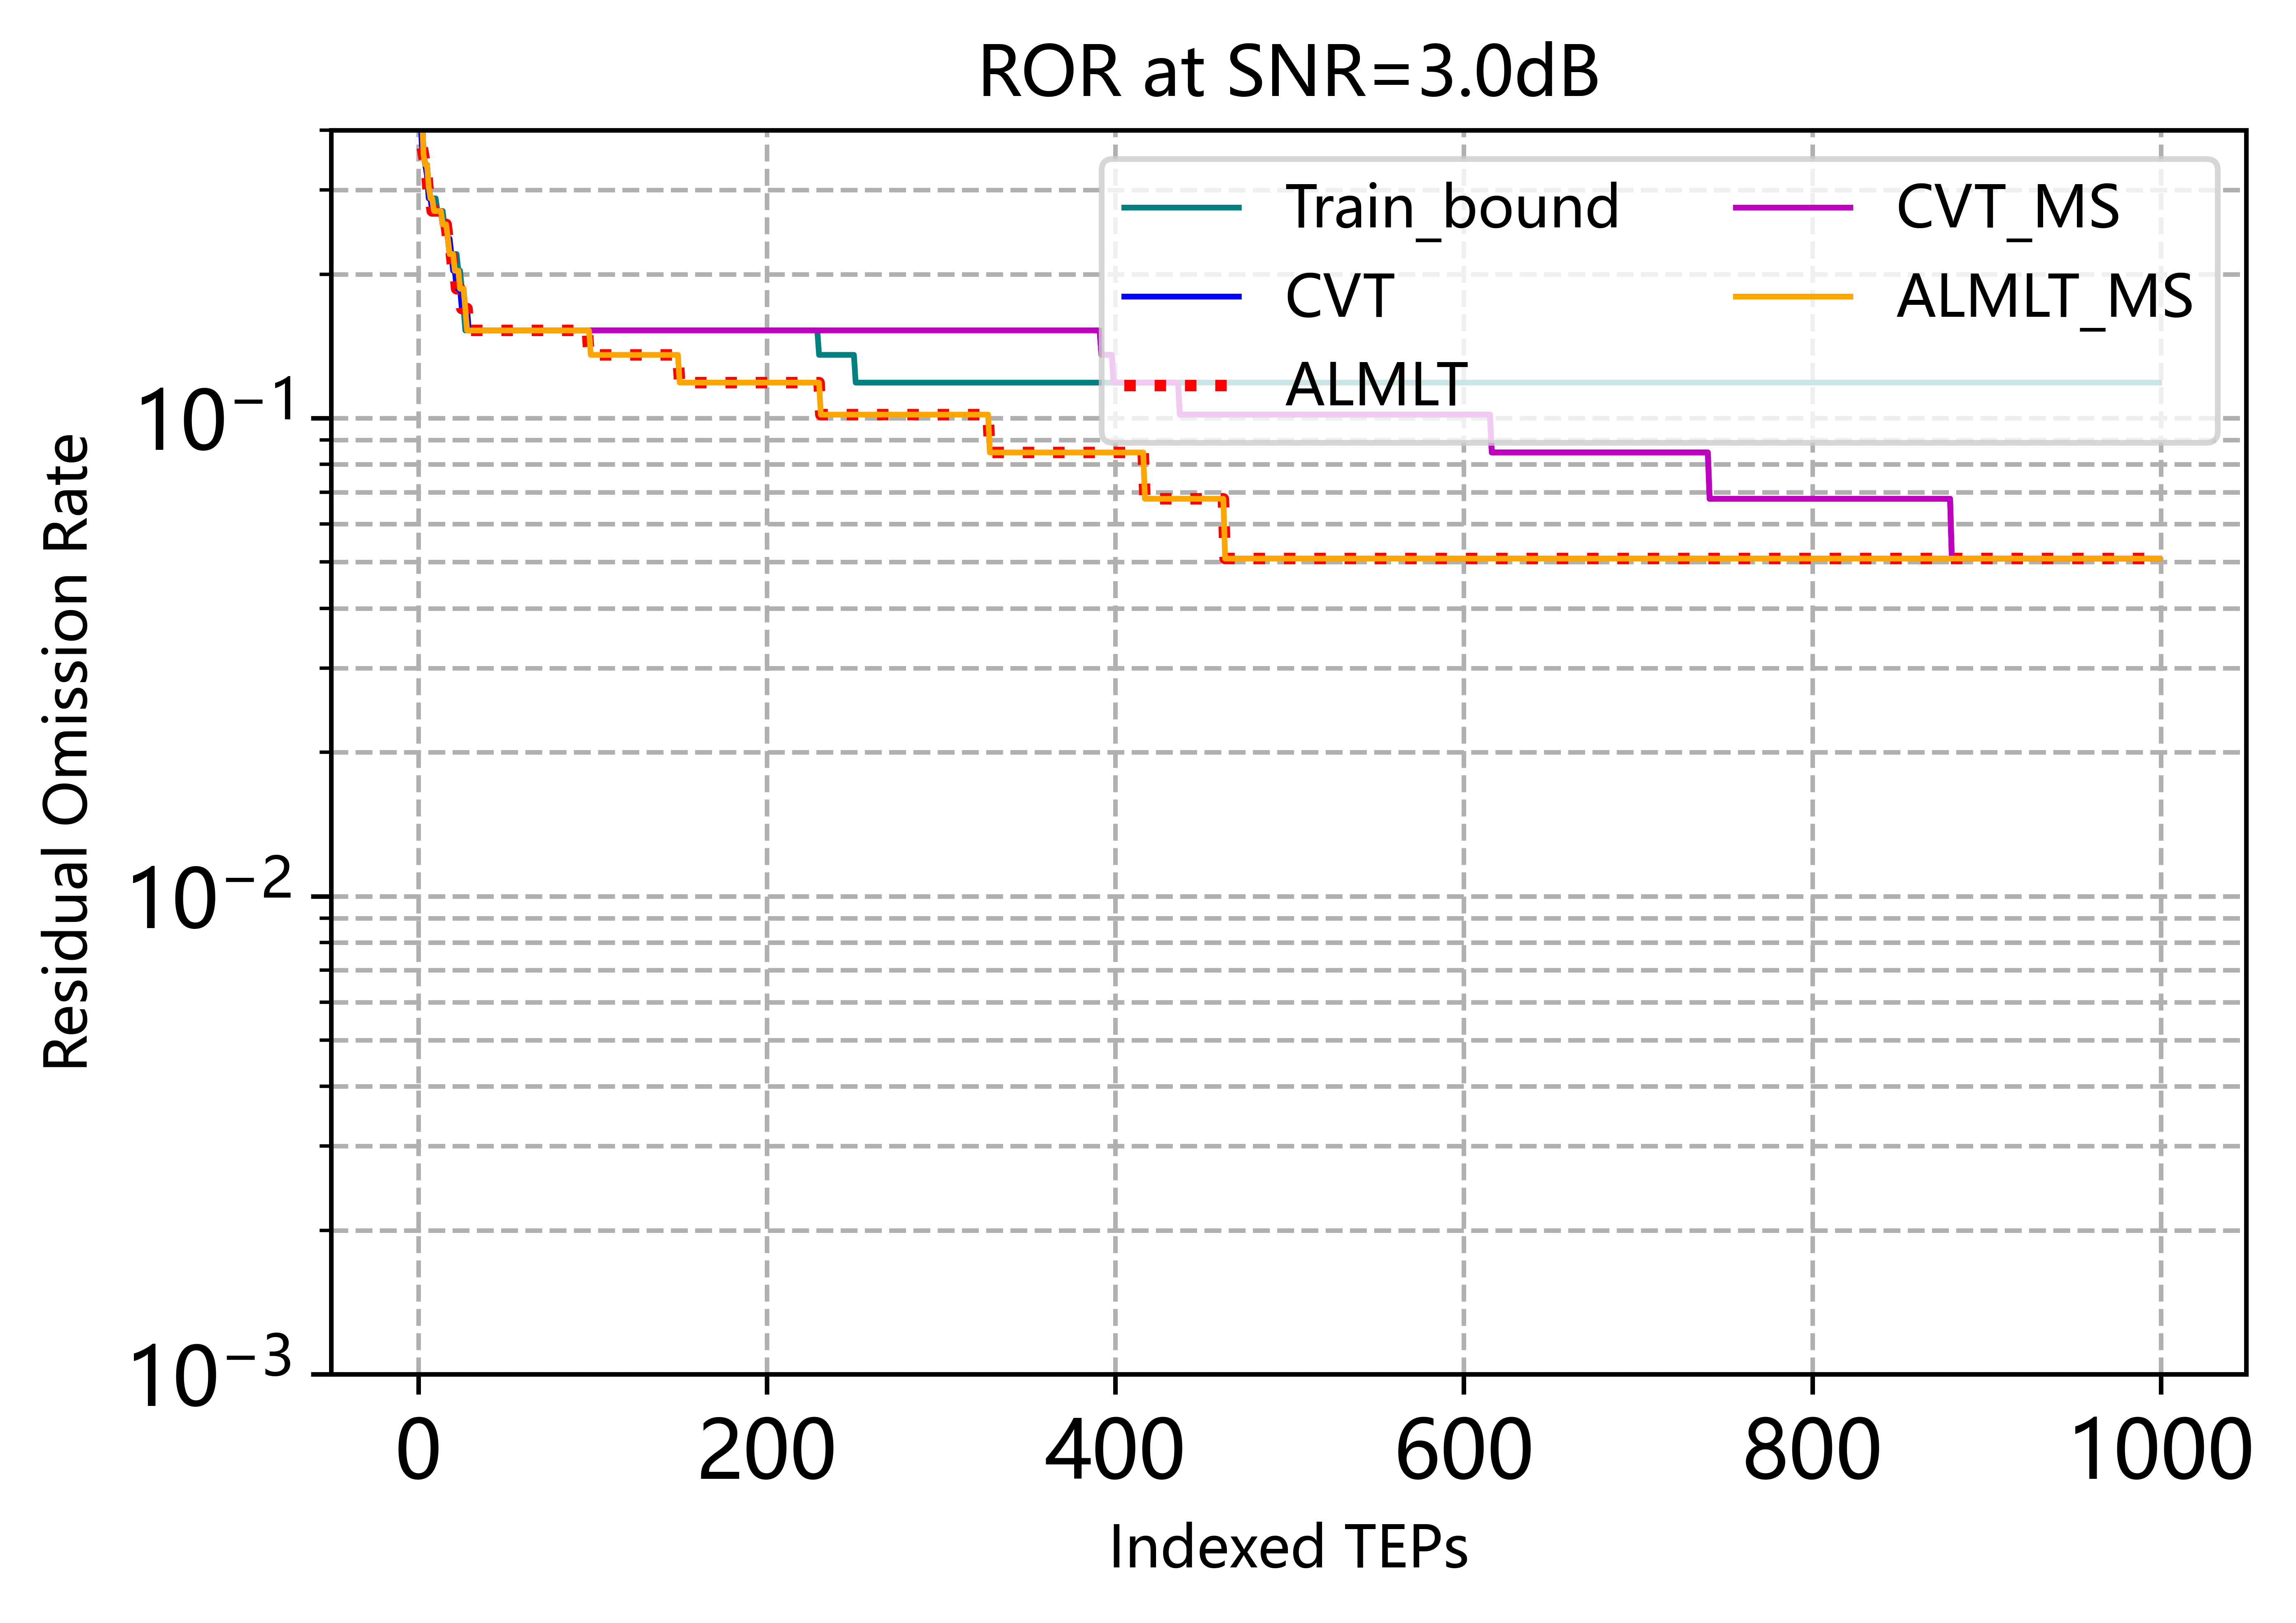 ROR at SNR=3.0dB
Train_bound
CVT
ALMLT
CVT_MS
ALMLT_MS
Residual Omission Rate
10⁻¹
10⁻²
10⁻³
0 200 400 600 800 1000
Indexed TEPs